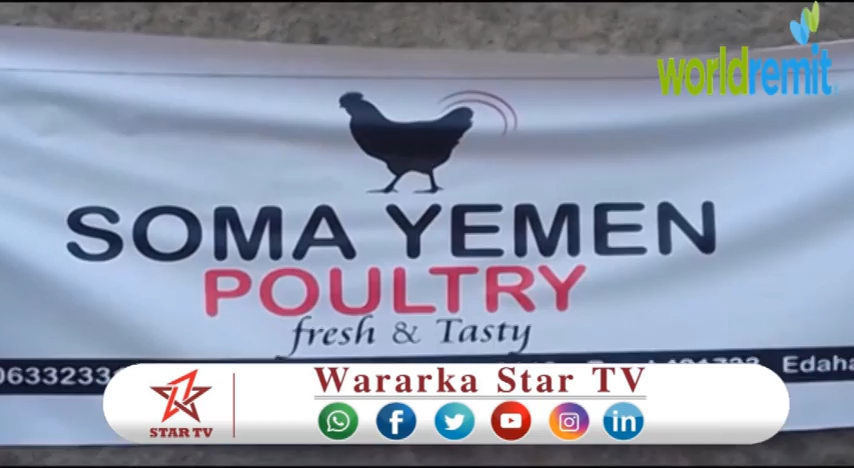 worldremit
SOMA YEMEN
POULTRY
fresh & Tasty
Wararka Star TV
STAR TV